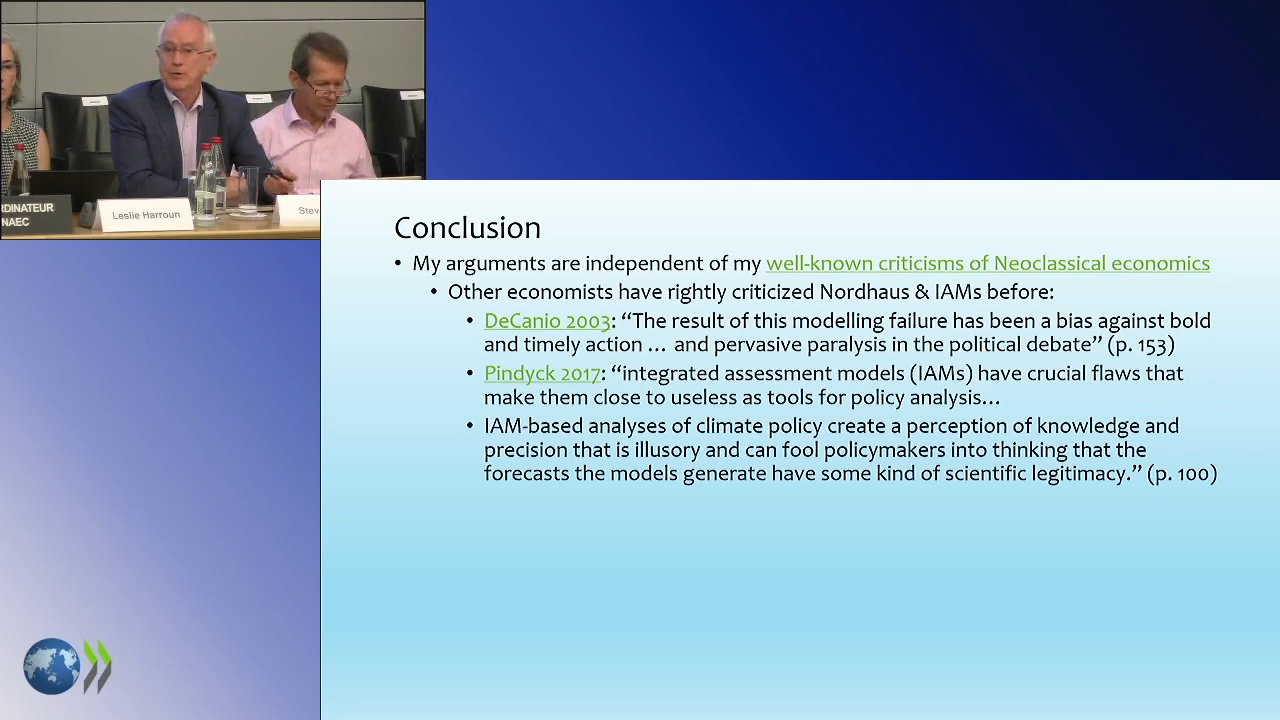 RDINATEUR
NAEC
Leslie Harroun
Stev
Conclusion
• My arguments are independent of my well-known criticisms of Neoclassical economics
• Other economists have rightly criticized Nordhaus & IAMs before:
• DeCanio 2003: “The result of this modelling failure has been a bias against bold
and timely action … and pervasive paralysis in the political debate” (p. 153)
• Pindyck 2017: “integrated assessment models (IAMs) have crucial flaws that
make them close to useless as tools for policy analysis…
• IAM-based analyses of climate policy create a perception of knowledge and
precision that is illusory and can fool policymakers into thinking that the
forecasts the models generate have some kind of scientific legitimacy.” (p. 100)